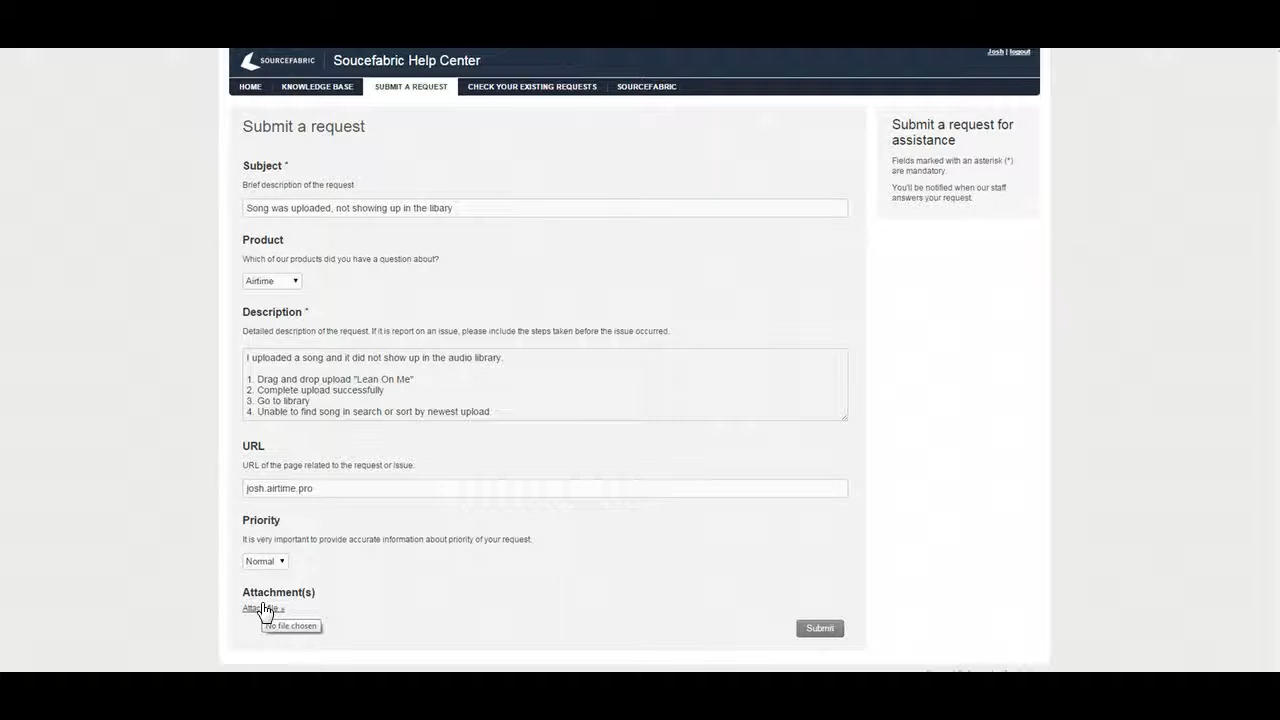 Josh | logout
SOURCEFABRIC
Soucefabric Help Center
HOME KNOWLEDGE BASE SUBMIT A REQUEST CHECK YOUR EXISTING REQUESTS SOURCEFABRIC
Submit a request
Subject *
Brief description of the request
Song was uploaded, not showing up in the libary
Product
Which of our products did you have a question about?
Airtime
Description *
Detailed description of the request. If it is report on an issue, please include the steps taken before the issue occurred.
I uploaded a song and it did not show up in the audio library.
1. Drag and drop upload "Lean On Me"
2. Complete upload successfully
3. Go to library
4. Unable to find song in search or sort by newest upload.
URL
URL of the page related to the request or issue.
josh.airtime.pro
Priority
It is very important to provide accurate information about priority of your request.
Normal
Attachment(s)
Attach file »
No file chosen
Submit
Submit a request for
assistance
Fields marked with an asterisk (*)
are mandatory.
You'll be notified when our staff
answers your request.